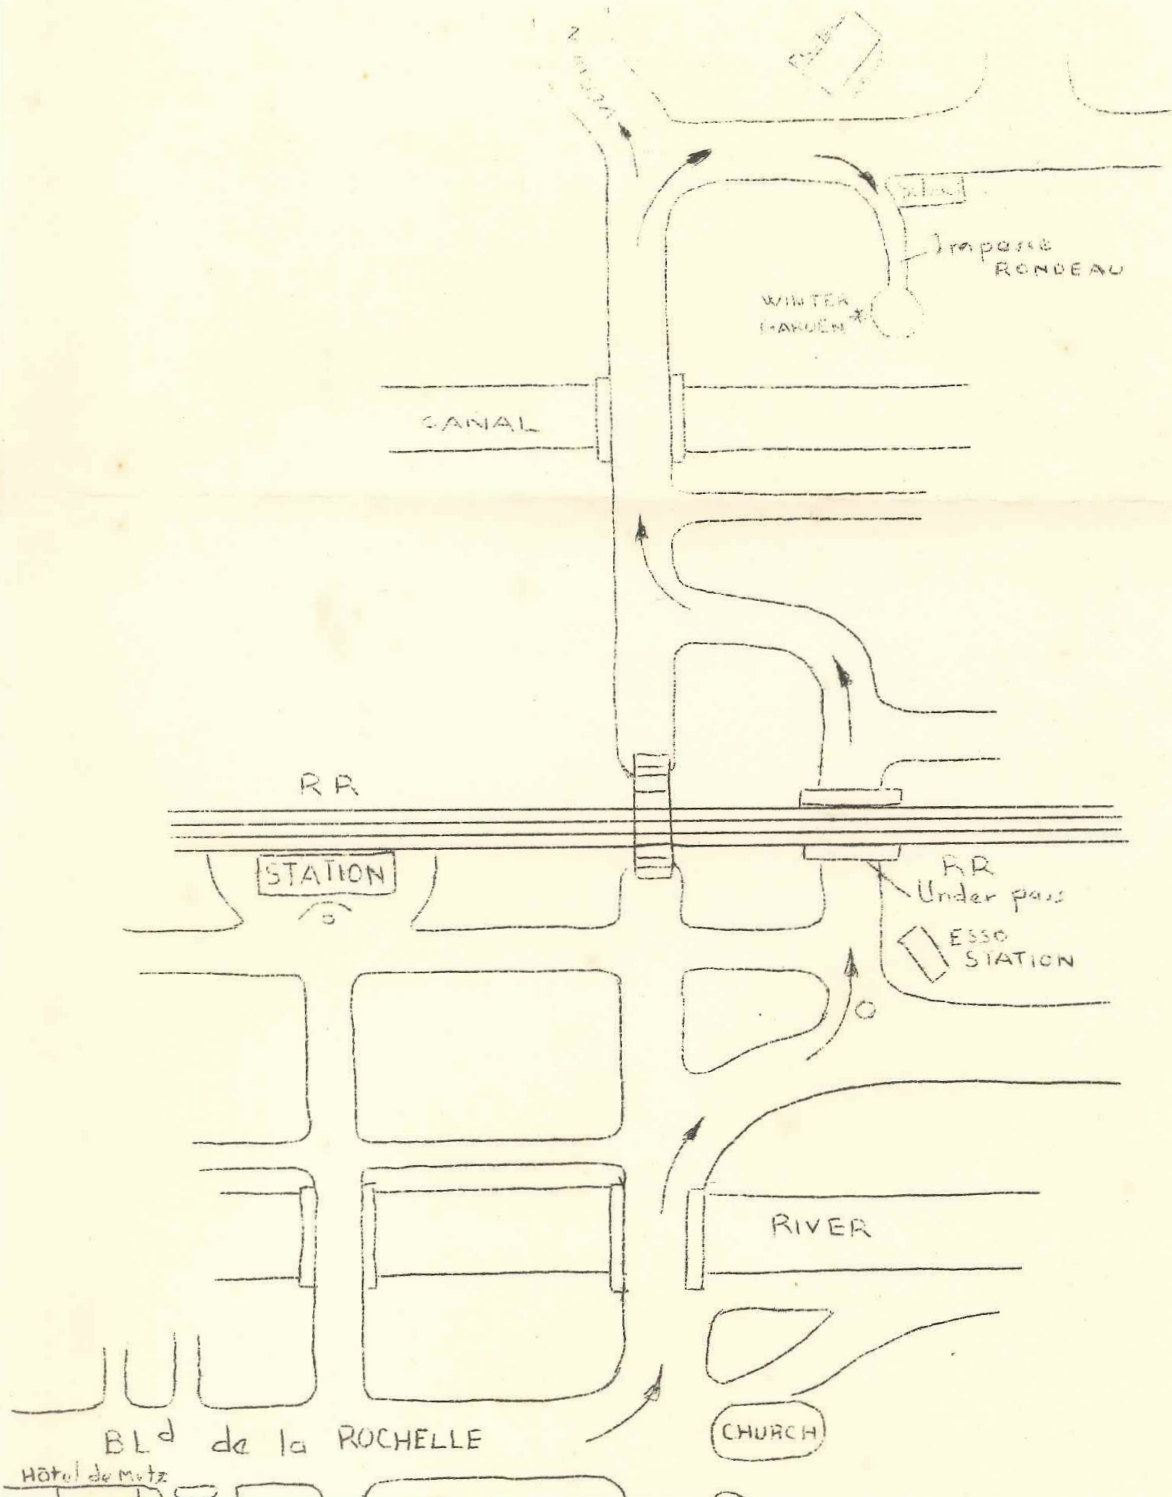 Impasse
RONDEAU
WINTER
GARDEN
CANAL
RR
STATION
RR
Under pass
ESSO
STATION
RIVER
BLd de la ROCHELLE
CHURCH
Hôtel de Metz